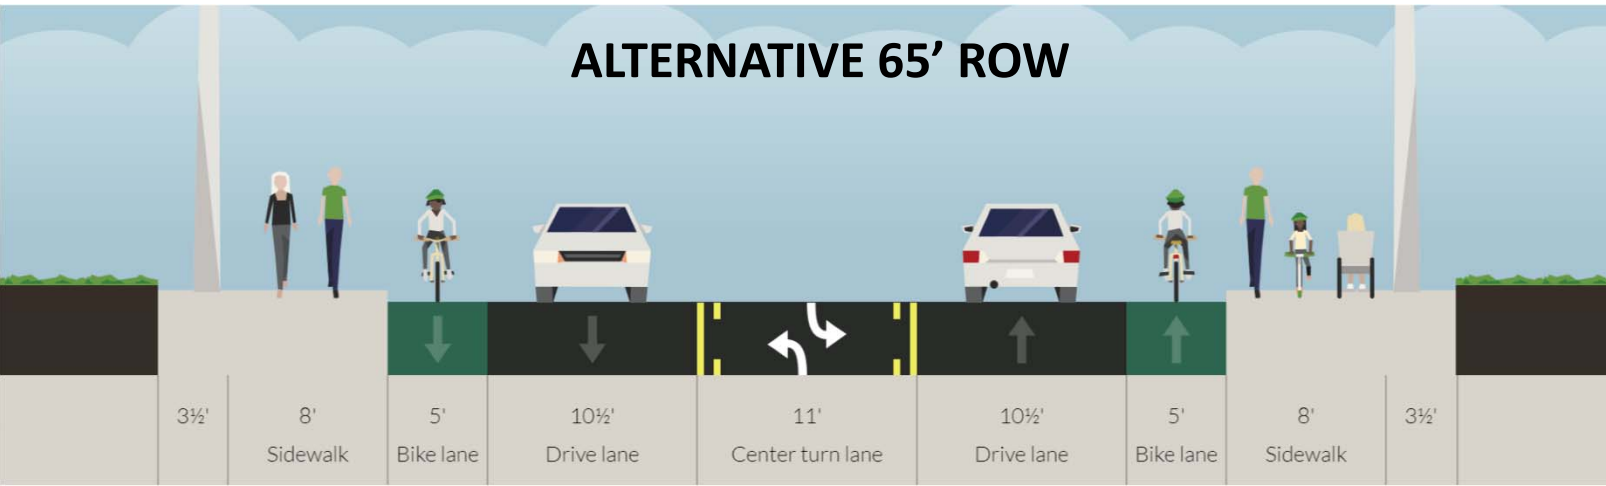 ALTERNATIVE 65’ ROW
3½' 8' 5' 10½' 11' 10½' 5' 8' 3½'
Sidewalk Bike lane Drive lane Center turn lane Drive lane Bike lane Sidewalk